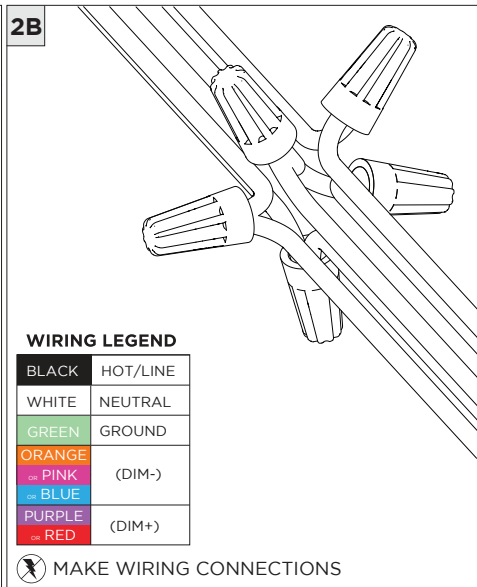 2B
WIRING LEGEND
BLACK HOT/LINE
WHITE NEUTRAL
GREEN GROUND
ORANGE
OR PINK (DIM-)
OR BLUE
PURPLE (DIM+)
OR RED
MAKE WIRING CONNECTIONS